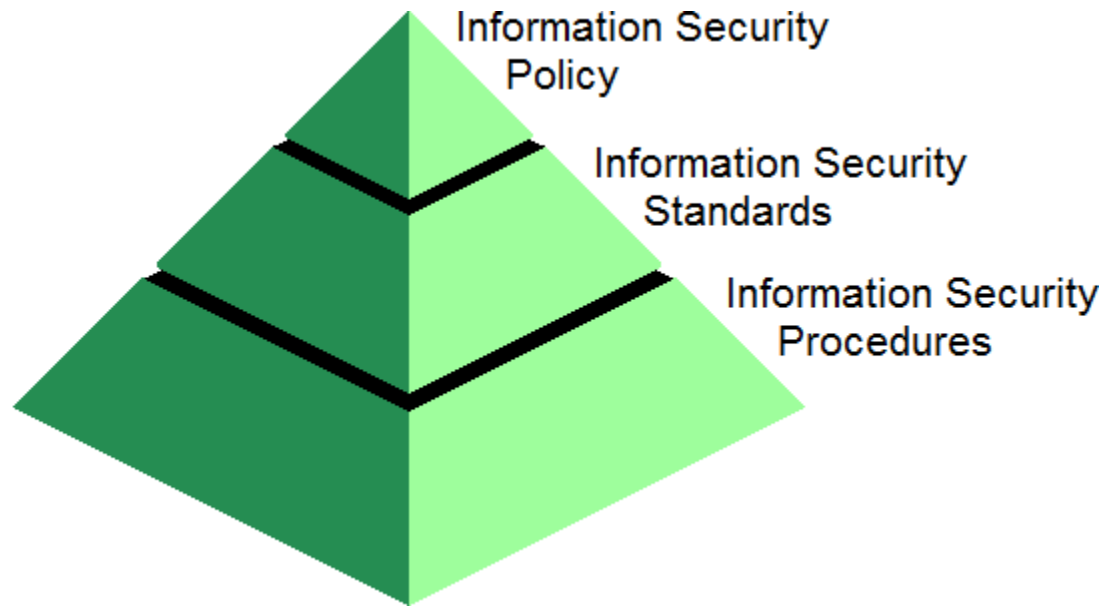 Information Security
Policy
Information Security
Standards
Information Security
Procedures